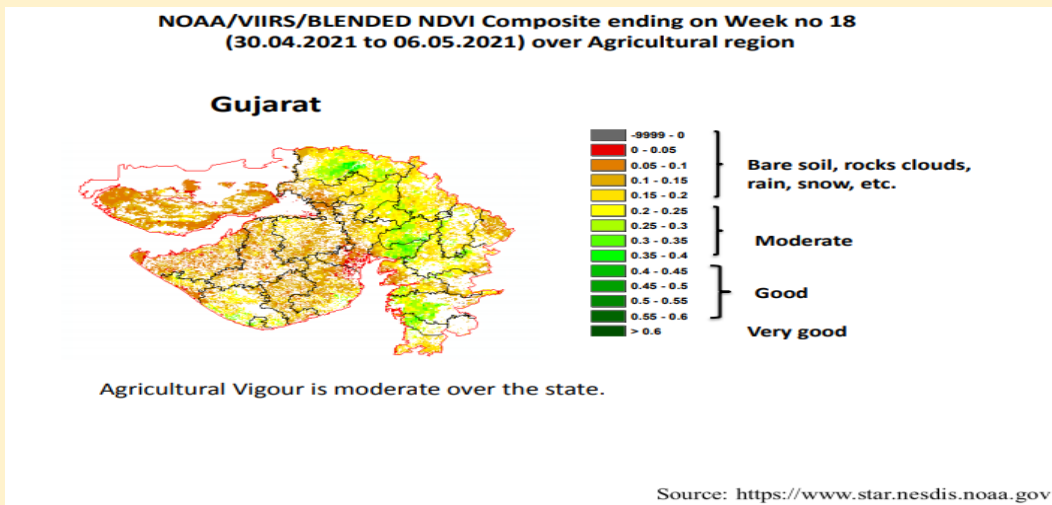 NOAA/VIIRS/BLENDED NDVI Composite ending on Week no 18
(30.04.2021 to 06.05.2021) over Agricultural region
Gujarat
-9999 - 0
0 - 0.05
0.05 - 0.1
0.1 - 0.15
0.15 - 0.2
0.2 - 0.25
0.25 - 0.3
0.3 - 0.35
0.35 - 0.4
0.4 - 0.45
0.45 - 0.5
0.5 - 0.55
0.55 - 0.6
> 0.6
Bare soil, rocks clouds,
rain, snow, etc.
Moderate
Good
Very good
Agricultural Vigour is moderate over the state.
Source: https://www.star.nesdis.noaa.gov